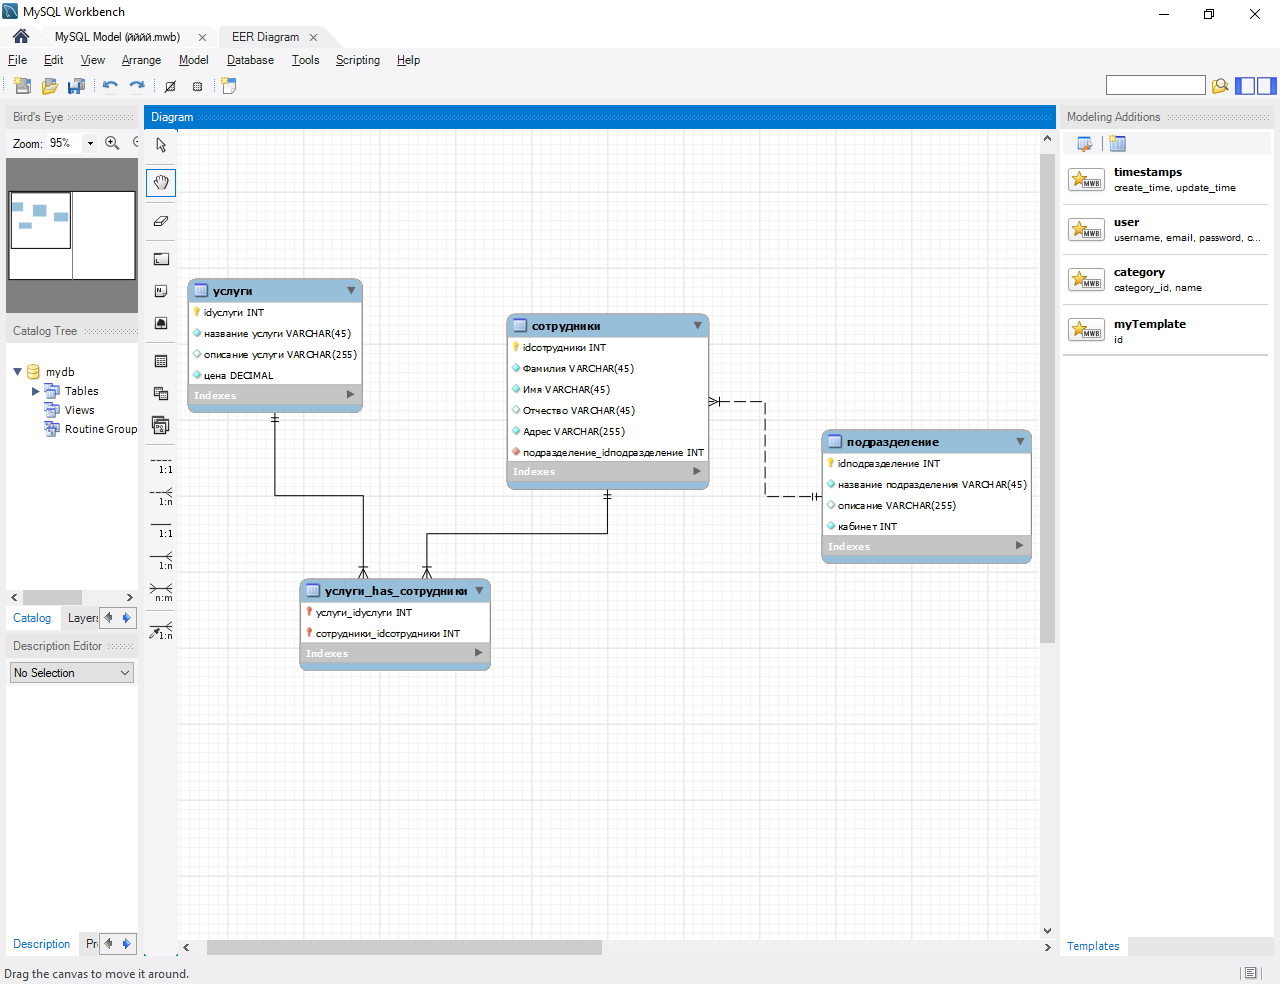 MySQL Workbench
MySQL Model (йййй.mwb)
EER Diagram
File Edit View Arrange Model Database Tools Scripting Help
Bird's Eye
Zoom: 95%
Catalog Tree
mydb
Tables
Views
Routine Group
Catalog
Layers
Description Editor
No Selection
Description
Diagram
1:1
1:n
1:1
1:n
n:m
1:n
услуги
idуслуги INT
название услуги VARCHAR(45)
описание услуги VARCHAR(255)
цена DECIMAL
Indexes
сотрудники
idсотрудники INT
Фамилия VARCHAR(45)
Имя VARCHAR(45)
Отчество VARCHAR(45)
Адрес VARCHAR(255)
подразделение_idподразделение INT
Indexes
подразделение
idподразделение INT
название подразделения VARCHAR(45)
описание VARCHAR(255)
кабинет INT
Indexes
услуги_has_сотрудники
услуги_idуслуги INT
сотрудники_idсотрудники INT
Indexes
Modeling Additions
MWB
timestamps
create_time, update_time
MWB
user
username, email, password, c...
MWB
category
category_id, name
MWB
myTemplate
id
Templates
Drag the canvas to move it around.